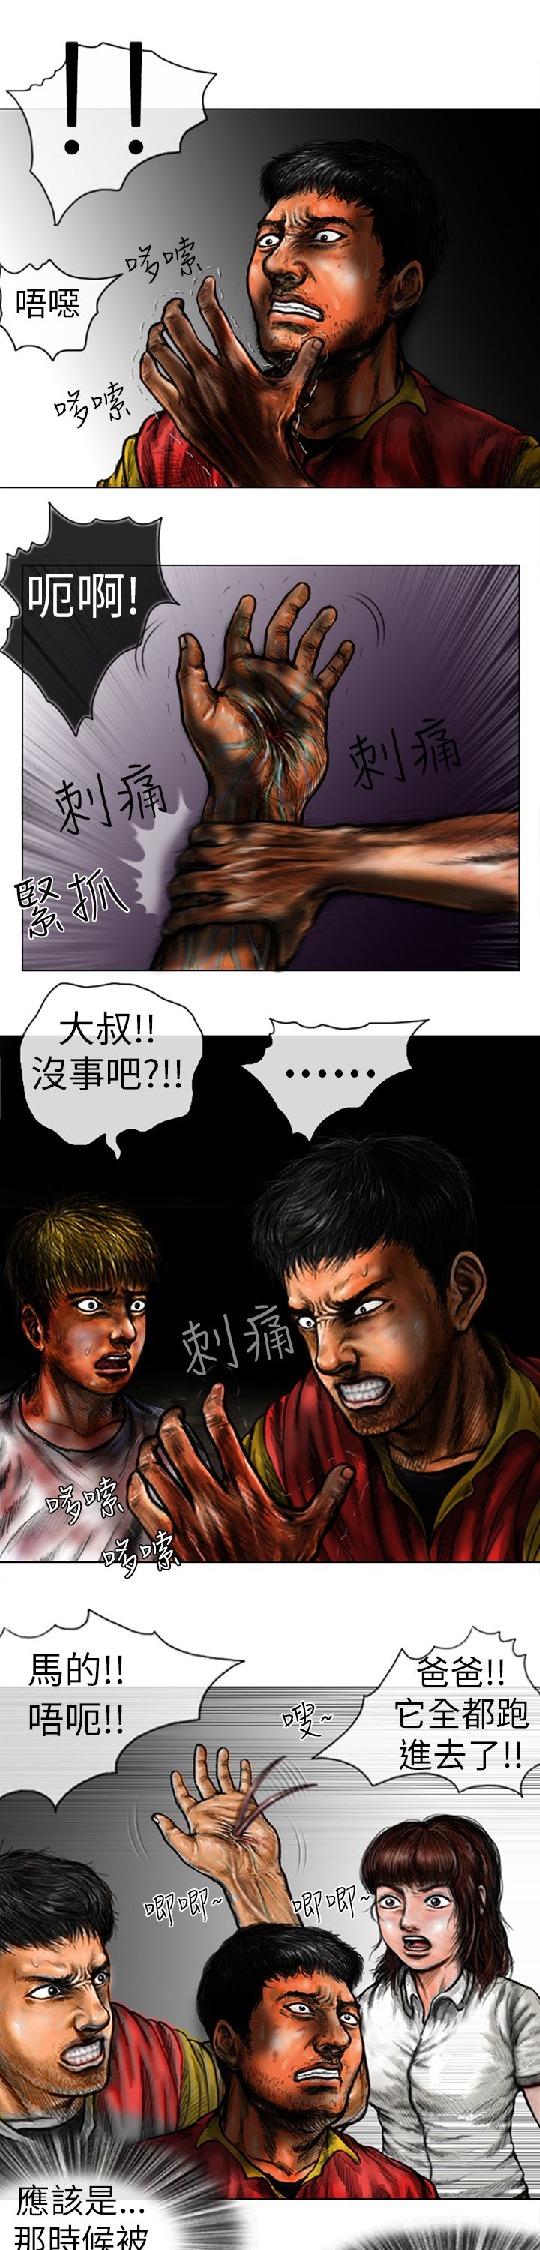 !!
哆嗦
唔噁
哆嗦
呃啊!
刺痛
刺痛
緊抓
大叔!!
沒事吧?!!
......
刺痛
哆嗦
哆嗦
馬的!!
唔呃!!
爸爸!!
它全都跑
進去了!!
嗖~
唧唧~
唧唧~
應該是...
那時候被